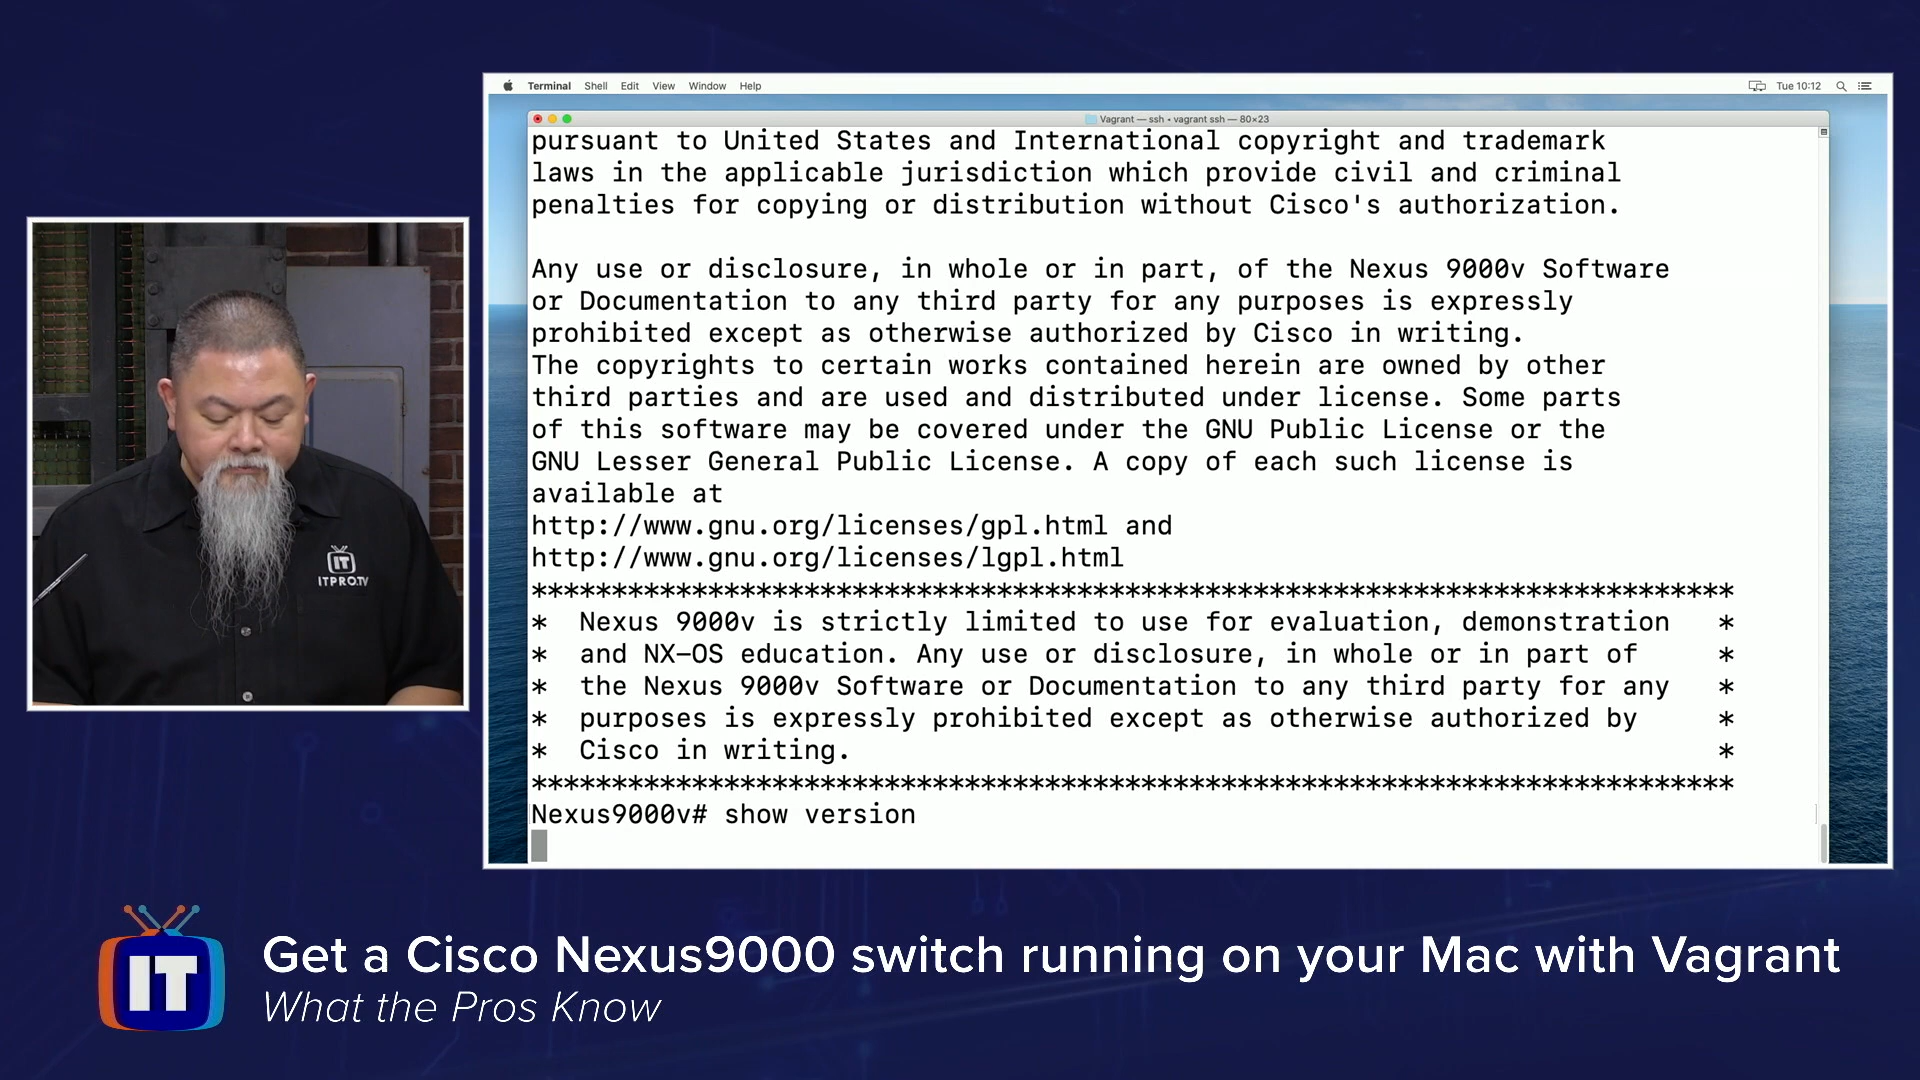 Terminal Shell Edit View Window Help
Tue 10:12
Vagrant — ssh • vagrant ssh — 80×23
pursuant to United States and International copyright and trademark
laws in the applicable jurisdiction which provide civil and criminal
penalties for copying or distribution without Cisco's authorization.
Any use or disclosure, in whole or in part, of the Nexus 9000v Software
or Documentation to any third party for any purposes is expressly
prohibited except as otherwise authorized by Cisco in writing.
The copyrights to certain works contained herein are owned by other
third parties and are used and distributed under license. Some parts
of this software may be covered under the GNU Public License or the
GNU Lesser General Public License. A copy of each such license is
available at
http://www.gnu.org/licenses/gpl.html and
http://www.gnu.org/licenses/lgpl.html
***************************************************************************
* Nexus 9000v is strictly limited to use for evaluation, demonstration *
* and NX-OS education. Any use or disclosure, in whole or in part of *
* the Nexus 9000v Software or Documentation to any third party for any *
* purposes is expressly prohibited except as otherwise authorized by *
* Cisco in writing. *
***************************************************************************
Nexus9000v# show version
IT
ITPRO.TV
IT
Get a Cisco Nexus9000 switch running on your Mac with Vagrant
What the Pros Know